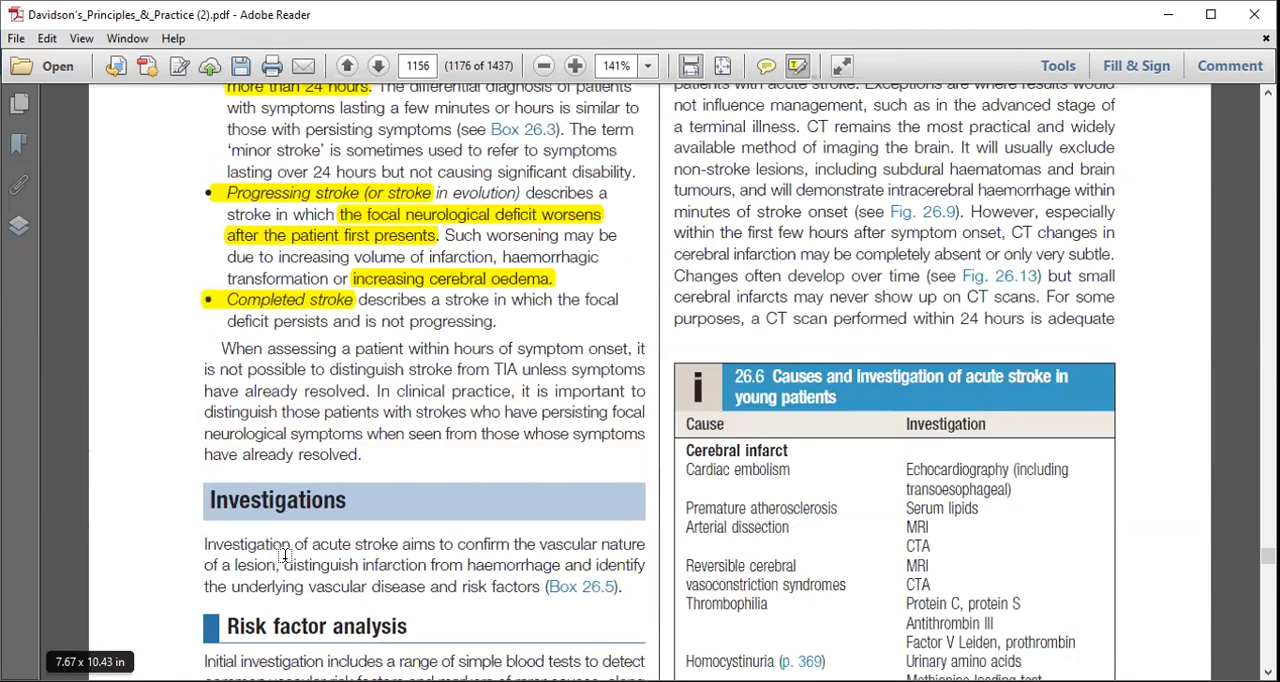 Davidson's_Principles_&_Practice (2).pdf - Adobe Reader
File Edit View Window Help
Open 1156 (1176 of 1437) 141% Tools Fill & Sign Comment
more than 24 hours. The differential diagnosis of patients
with symptoms lasting a few minutes or hours is similar to
those with persisting symptoms (see Box 26.3). The term
‘minor stroke’ is sometimes used to refer to symptoms
lasting over 24 hours but not causing significant disability.
• Progressing stroke (or stroke in evolution) describes a
stroke in which the focal neurological deficit worsens
after the patient first presents. Such worsening may be
due to increasing volume of infarction, haemorrhagic
transformation or increasing cerebral oedema.
• Completed stroke describes a stroke in which the focal
deficit persists and is not progressing.
When assessing a patient within hours of symptom onset, it
is not possible to distinguish stroke from TIA unless symptoms
have already resolved. In clinical practice, it is important to
distinguish those patients with strokes who have persisting focal
neurological symptoms when seen from those whose symptoms
have already resolved.
Investigations
Investigation of acute stroke aims to confirm the vascular nature
of a lesion, distinguish infarction from haemorrhage and identify
the underlying vascular disease and risk factors (Box 26.5).
Risk factor analysis
Initial investigation includes a range of simple blood tests to detect
common vascular risk factors and markers of rarer causes, along
7.67 x 10.43 in
patients with acute stroke. Exceptions are where results would
not influence management, such as in the advanced stage of
a terminal illness. CT remains the most practical and widely
available method of imaging the brain. It will usually exclude
non-stroke lesions, including subdural haematomas and brain
tumours, and will demonstrate intracerebral haemorrhage within
minutes of stroke onset (see Fig. 26.9). However, especially
within the first few hours after symptom onset, CT changes in
cerebral infarction may be completely absent or only very subtle.
Changes often develop over time (see Fig. 26.13) but small
cerebral infarcts may never show up on CT scans. For some
purposes, a CT scan performed within 24 hours is adequate
i 26.6 Causes and investigation of acute stroke in
young patients
Cause Investigation
Cerebral infarct
Cardiac embolism Echocardiography (including
transoesophageal)
Premature atherosclerosis Serum lipids
Arterial dissection MRI
CTA
Reversible cerebral MRI
vasoconstriction syndromes CTA
Thrombophilia Protein C, protein S
Antithrombin III
Factor V Leiden, prothrombin
Homocystinuria (p. 369) Urinary amino acids
Methionine loading test